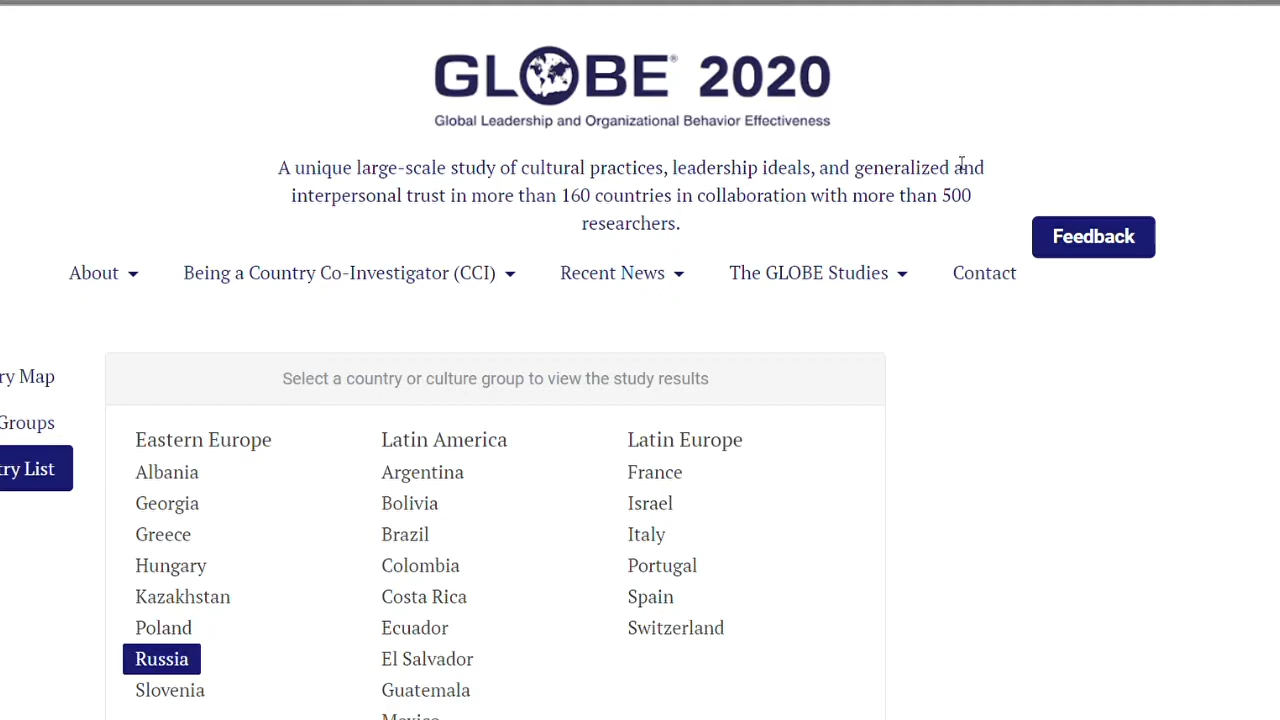 GLOBE® 2020
Global Leadership and Organizational Behavior Effectiveness
A unique large-scale study of cultural practices, leadership ideals, and generalized and
interpersonal trust in more than 160 countries in collaboration with more than 500
researchers.
Feedback
About
Being a Country Co-Investigator (CCI)
Recent News
The GLOBE Studies
Contact
ry Map
Groups
try List
Select a country or culture group to view the study results
Eastern Europe
Albania
Georgia
Greece
Hungary
Kazakhstan
Poland
Russia
Slovenia
Latin America
Argentina
Bolivia
Brazil
Colombia
Costa Rica
Ecuador
El Salvador
Guatemala
Mexico
Latin Europe
France
Israel
Italy
Portugal
Spain
Switzerland